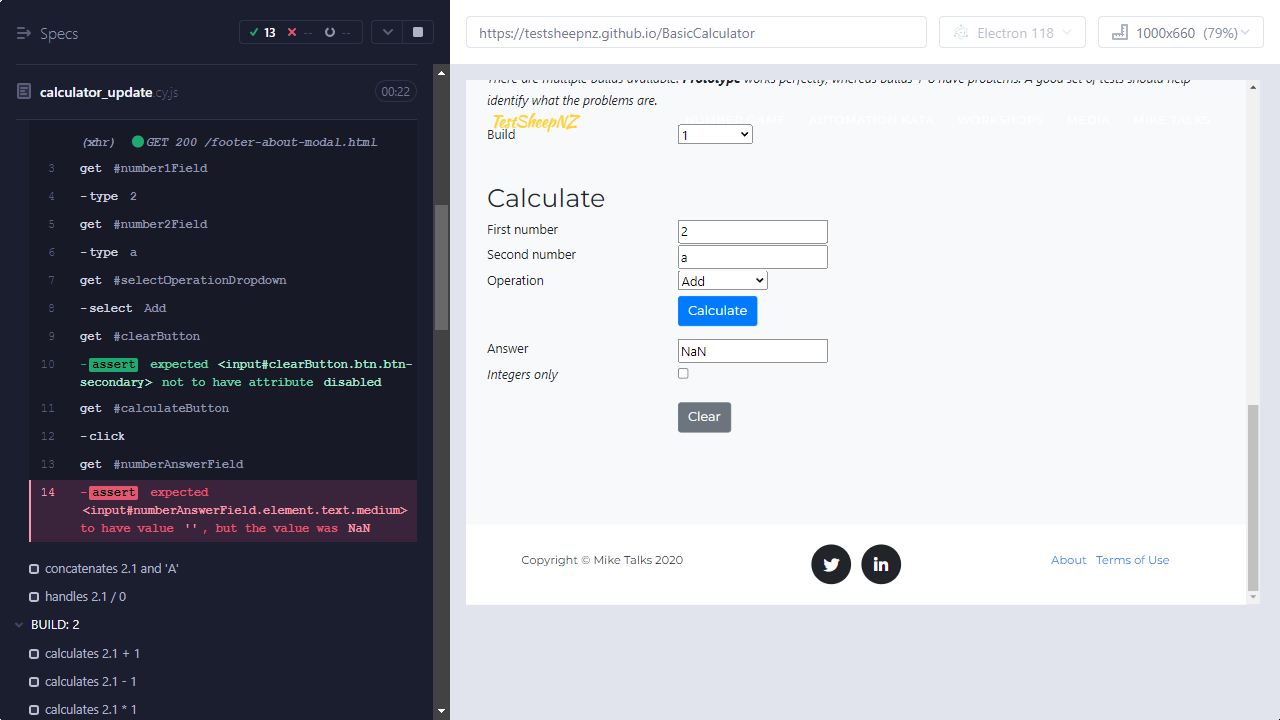 Specs
13 -- --
calculator_update.cy.js 00:22
(xhr) GET 200 /footer-about-modal.html
3 get #number1Field
4 -type 2
5 get #number2Field
6 -type a
7 get #selectOperationDropdown
8 -select Add
9 get #clearButton
10 -assert expected <input#clearButton.btn.btn-
secondary> not to have attribute disabled
11 get #calculateButton
12 -click
13 get #numberAnswerField
14 -assert expected
<input#numberAnswerField.element.text.medium>
to have value '', but the value was NaN
concatenates 2.1 and 'A'
handles 2.1 / 0
BUILD: 2
calculates 2.1 + 1
calculates 2.1 - 1
calculates 2.1 * 1
https://testsheepnz.github.io/BasicCalculator
Electron 118
1000x660 (79%)
There are multiple builds available. Prototype works perfectly, whereas builds 1-9 have problems. A good set of tests should help
identify what the problems are.
TestSheepNZ
Build 1
Calculate
First number 2
Second number a
Operation Add
Calculate
Answer NaN
Integers only
Clear
Copyright © Mike Talks 2020
About Terms of Use